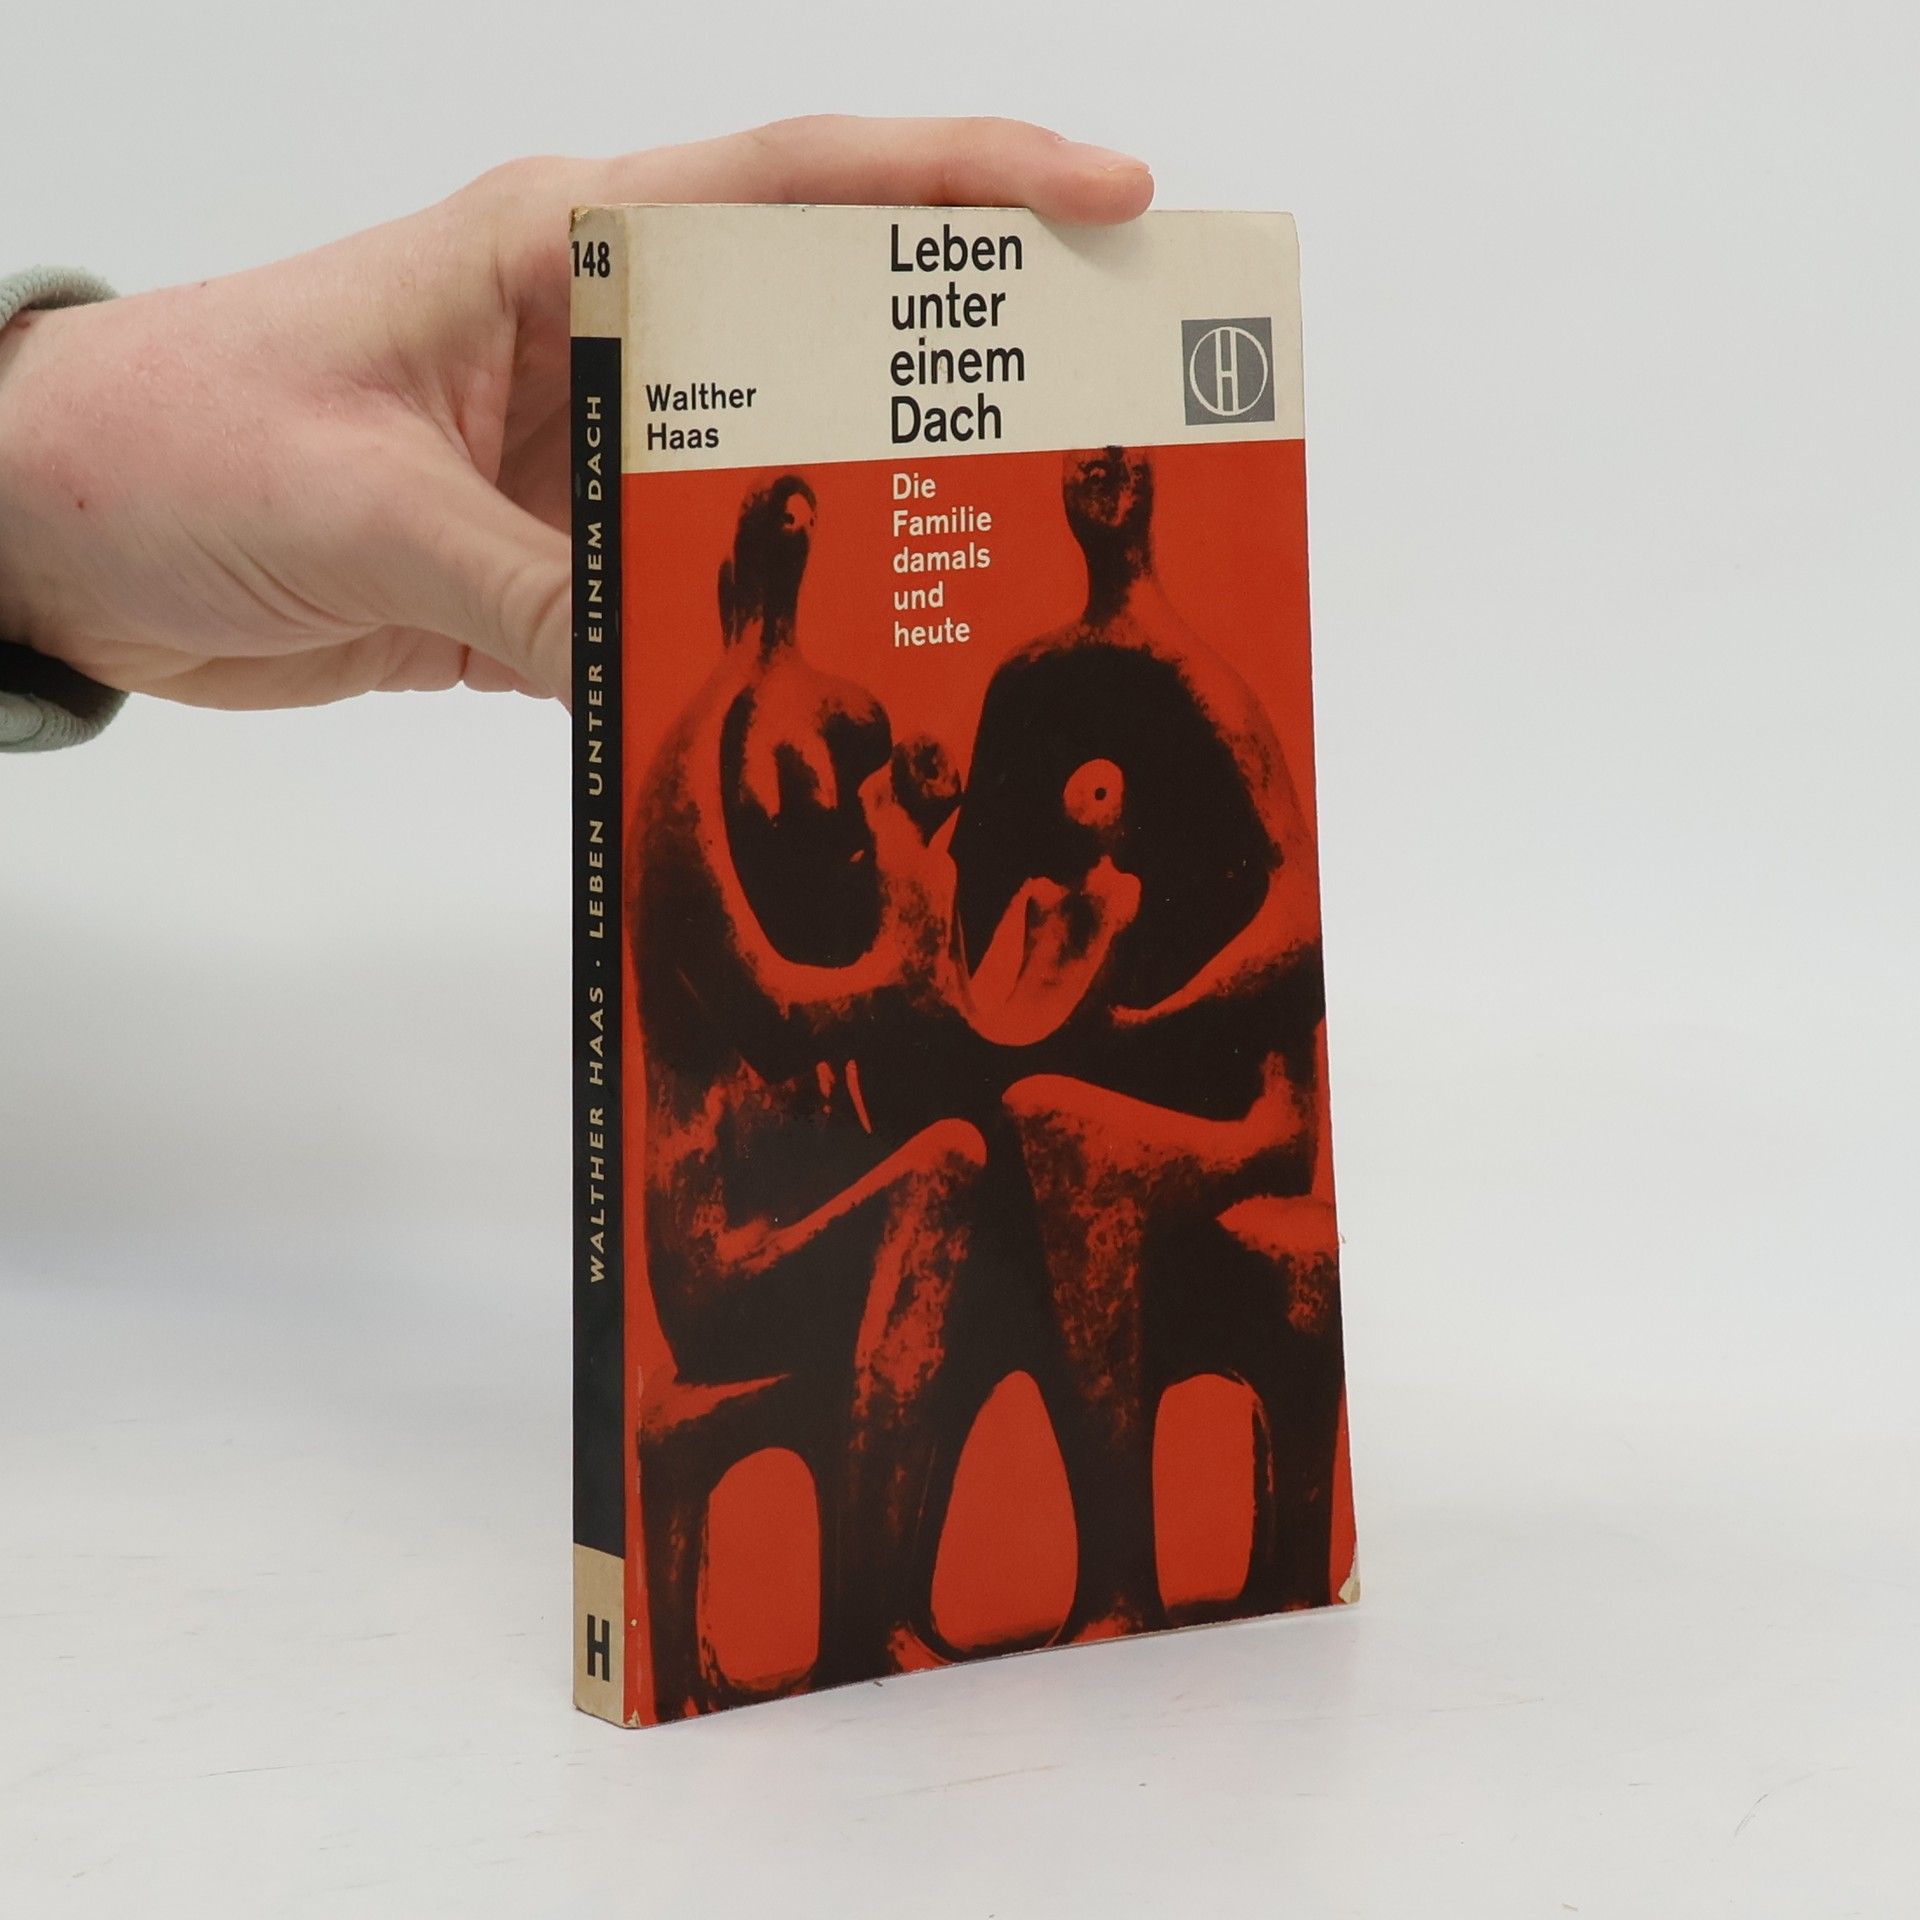 148
WALTHER HAAS · LEBEN UNTER EINEM DACH
H
Leben
unter
einem
Dach
Walther
Haas
H
Die
Familie
damals
und
heute